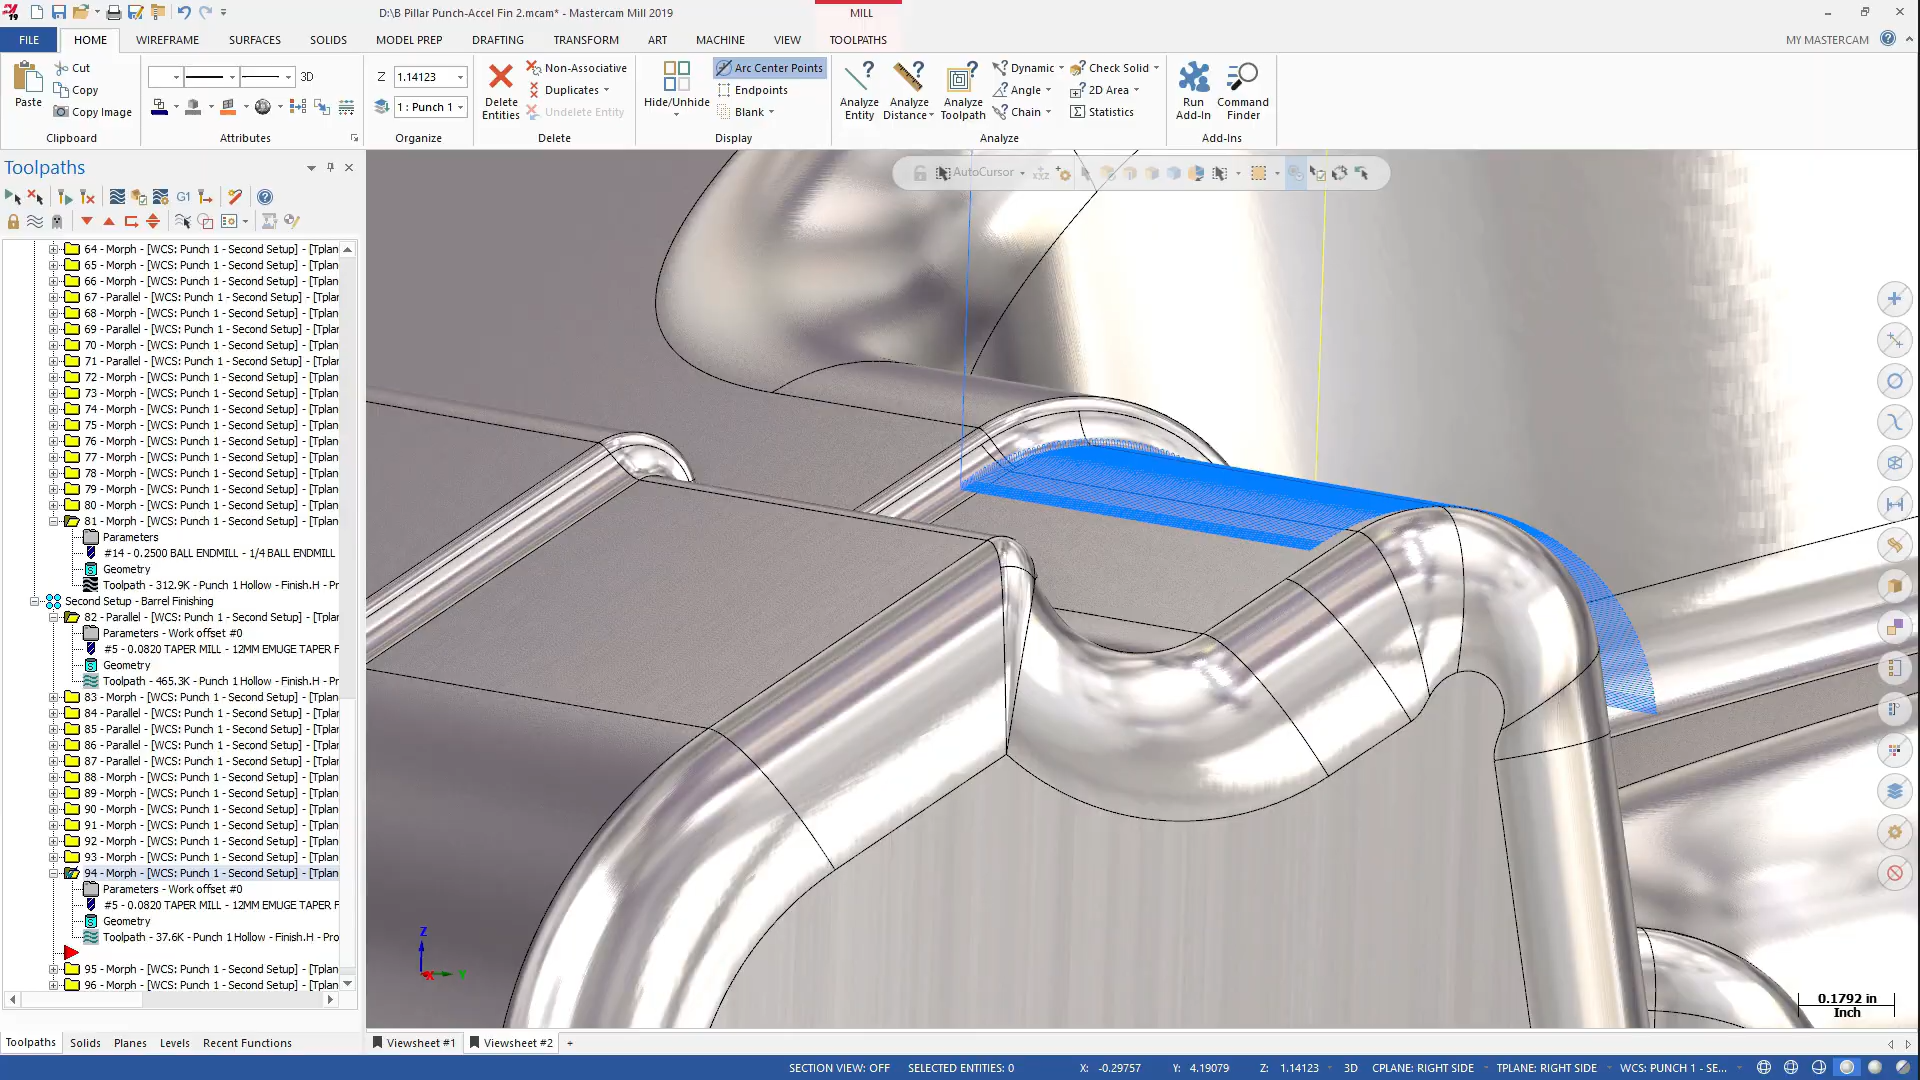 D:\B Pillar Punch-Accel Fin 2.mcam* - Mastercam Mill 2019
MILL
FILE
HOME
WIREFRAME
SURFACES
SOLIDS
MODEL PREP
DRAFTING
TRANSFORM
ART
MACHINE
VIEW
TOOLPATHS
MY MASTERCAM
Paste
Cut
Copy
Copy Image
Clipboard
3D
Attributes
Z
1.14123
1 : Punch 1
Organize
Delete
Entities
Non-Associative
Duplicates
Undelete Entity
Delete
Hide/Unhide
Arc Center Points
Endpoints
Blank
Display
Analyze
Entity
Analyze
Distance
Analyze
Toolpath
Dynamic
Angle
Chain
Check Solid
2D Area
Statistics
Analyze
Run
Add-In
Command
Finder
Add-Ins
Toolpaths
G1
AutoCursor
64 - Morph - [WCS: Punch 1 - Second Setup] - [Tplan
65 - Morph - [WCS: Punch 1 - Second Setup] - [Tplan
66 - Morph - [WCS: Punch 1 - Second Setup] - [Tplan
67 - Parallel - [WCS: Punch 1 - Second Setup] - [Tplan
68 - Morph - [WCS: Punch 1 - Second Setup] - [Tplan
69 - Parallel - [WCS: Punch 1 - Second Setup] - [Tplan
70 - Morph - [WCS: Punch 1 - Second Setup] - [Tplan
71 - Parallel - [WCS: Punch 1 - Second Setup] - [Tplan
72 - Morph - [WCS: Punch 1 - Second Setup] - [Tplan
73 - Morph - [WCS: Punch 1 - Second Setup] - [Tplan
74 - Morph - [WCS: Punch 1 - Second Setup] - [Tplan
75 - Morph - [WCS: Punch 1 - Second Setup] - [Tplan
76 - Morph - [WCS: Punch 1 - Second Setup] - [Tplan
77 - Morph - [WCS: Punch 1 - Second Setup] - [Tplan
78 - Morph - [WCS: Punch 1 - Second Setup] - [Tplan
79 - Morph - [WCS: Punch 1 - Second Setup] - [Tplan
80 - Morph - [WCS: Punch 1 - Second Setup] - [Tplan
81 - Morph - [WCS: Punch 1 - Second Setup] - [Tplan
Parameters
#14 - 0.2500 BALL ENDMILL - 1/4 BALL ENDMILL
Geometry
Toolpath - 312.9K - Punch 1 Hollow - Finish.H - Pr
Second Setup - Barrel Finishing
82 - Parallel - [WCS: Punch 1 - Second Setup] - [Tplan
Parameters - Work offset #0
#5 - 0.0820 TAPER MILL - 12MM EMUGE TAPER F
Geometry
Toolpath - 465.3K - Punch 1 Hollow - Finish.H - Pr
83 - Morph - [WCS: Punch 1 - Second Setup] - [Tplan
84 - Parallel - [WCS: Punch 1 - Second Setup] - [Tplan
85 - Parallel - [WCS: Punch 1 - Second Setup] - [Tplan
86 - Parallel - [WCS: Punch 1 - Second Setup] - [Tplan
87 - Parallel - [WCS: Punch 1 - Second Setup] - [Tplan
88 - Morph - [WCS: Punch 1 - Second Setup] - [Tplan
89 - Morph - [WCS: Punch 1 - Second Setup] - [Tplan
90 - Morph - [WCS: Punch 1 - Second Setup] - [Tplan
91 - Morph - [WCS: Punch 1 - Second Setup] - [Tplan
92 - Morph - [WCS: Punch 1 - Second Setup] - [Tplan
93 - Morph - [WCS: Punch 1 - Second Setup] - [Tplan
94 - Morph - [WCS: Punch 1 - Second Setup] - [Tplan
Parameters - Work offset #0
#5 - 0.0820 TAPER MILL - 12MM EMUGE TAPER F
Geometry
Toolpath - 37.6K - Punch 1 Hollow - Finish.H - Pro
95 - Morph - [WCS: Punch 1 - Second Setup] - [Tplan
96 - Morph - [WCS: Punch 1 - Second Setup] - [Tplan
Z
X
Y
0.1792 in
Inch
Toolpaths
Solids
Planes
Levels
Recent Functions
Viewsheet #1
Viewsheet #2
+
SECTION VIEW: OFF
SELECTED ENTITIES: 0
X: -0.29757
Y: 4.19079
Z: 1.14123
3D
CPLANE: RIGHT SIDE
TPLANE: RIGHT SIDE
WCS: PUNCH 1 - SE...